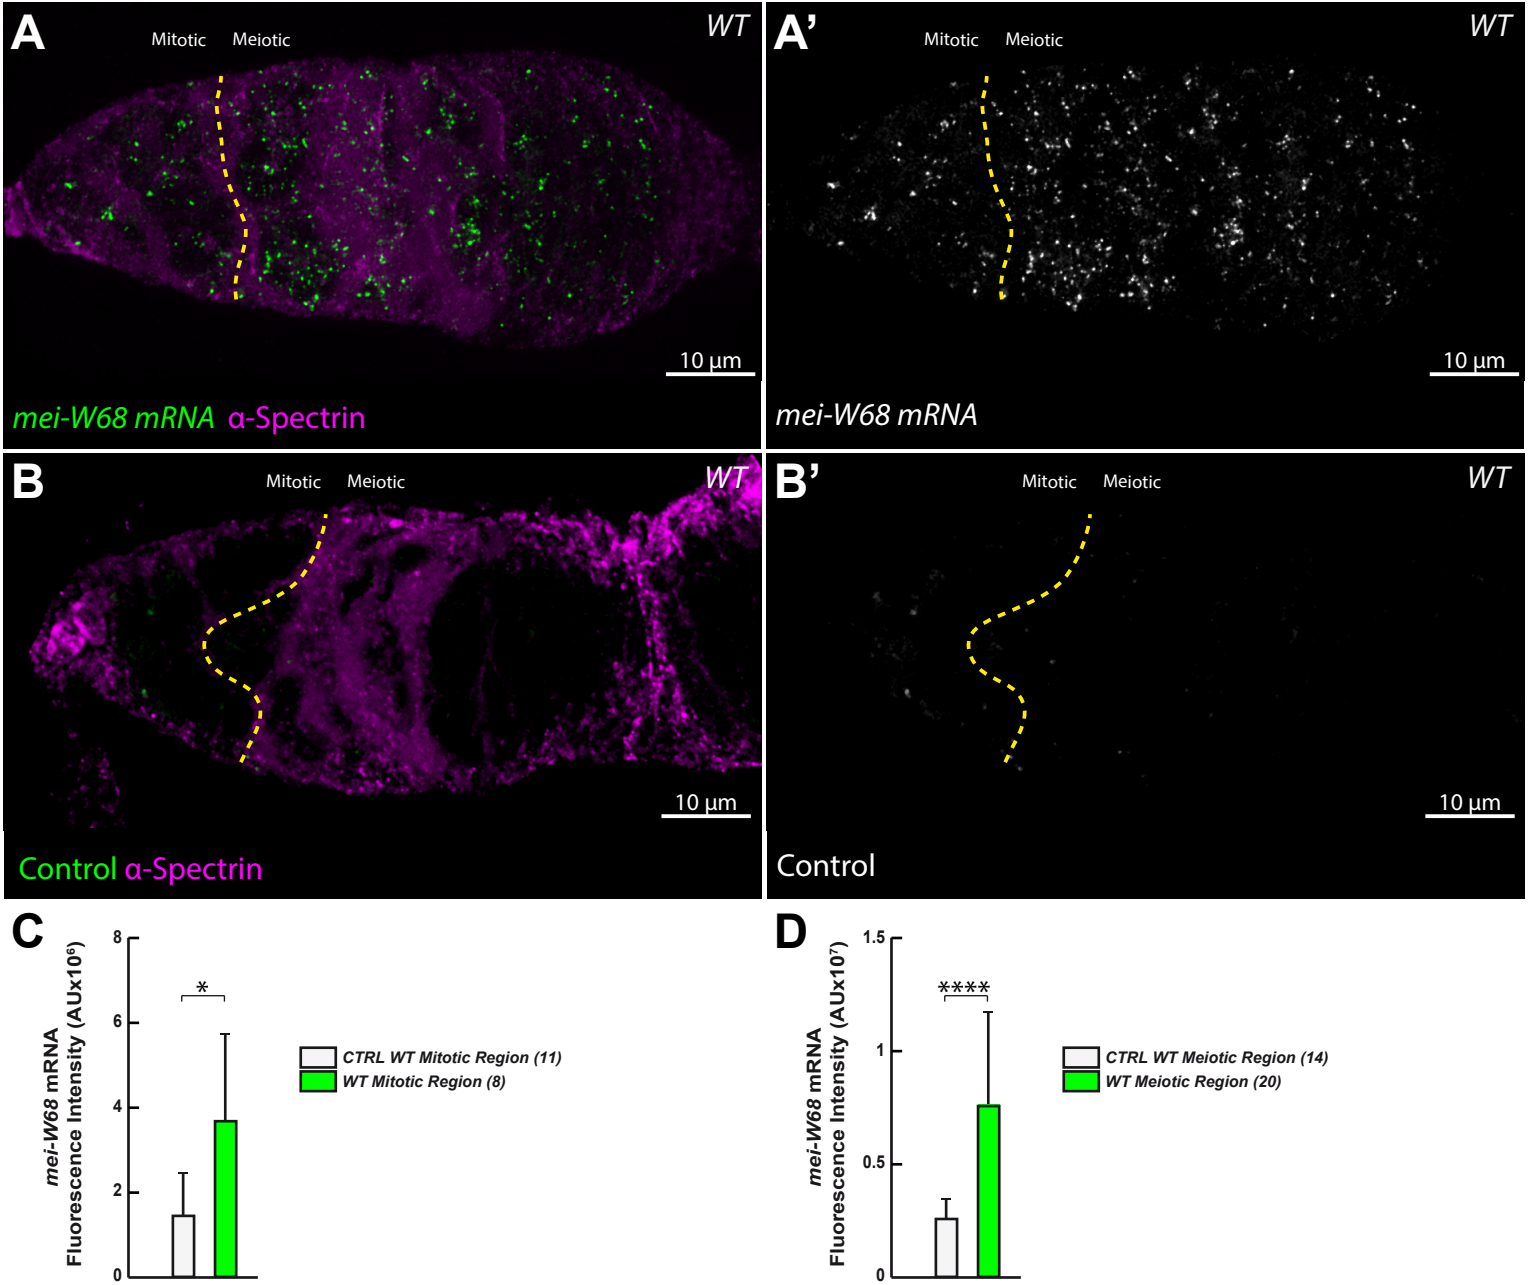 A
Mitotic Meiotic
WT
mei-W68 mRNA α-Spectrin
10 µm
A’
Mitotic Meiotic
WT
mei-W68 mRNA
10 µm
B
Mitotic Meiotic
WT
Control α-Spectrin
10 µm
B’
Mitotic Meiotic
WT
Control
10 µm
C
mei-W68 mRNA
Fluorescence Intensity (AUx10⁶)
8
6
4
2
0
*
CTRL WT Mitotic Region (11)
WT Mitotic Region (8)
D
mei-W68 mRNA
Fluorescence Intensity (AUx10⁷)
1.5
1
0.5
0
****
CTRL WT Meiotic Region (14)
WT Meiotic Region (20)